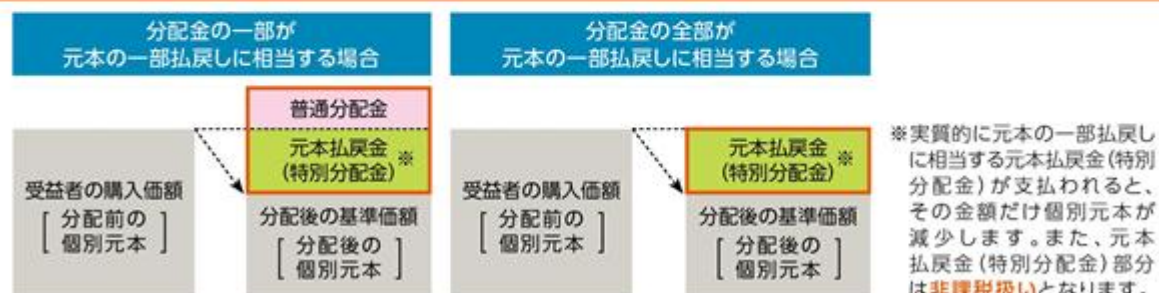 分配金の一部が
元本の一部払戻しに相当する場合
普通分配金
元本払戻金
(特別分配金)
※
受益者の購入価額
[ 分配前の
個別元本 ]
分配後の基準価額
[ 分配後の
個別元本 ]
分配金の全部が
元本の一部払戻しに相当する場合
元本払戻金
(特別分配金)
※
受益者の購入価額
[ 分配前の
個別元本 ]
分配後の基準価額
[ 分配後の
個別元本 ]
※実質的に元本の一部払戻し
に相当する元本払戻金(特別
分配金)が支払われると、
その金額だけ個別元本が
減少します。また、元本
払戻金(特別分配金)部分
は非課税扱いとなります。